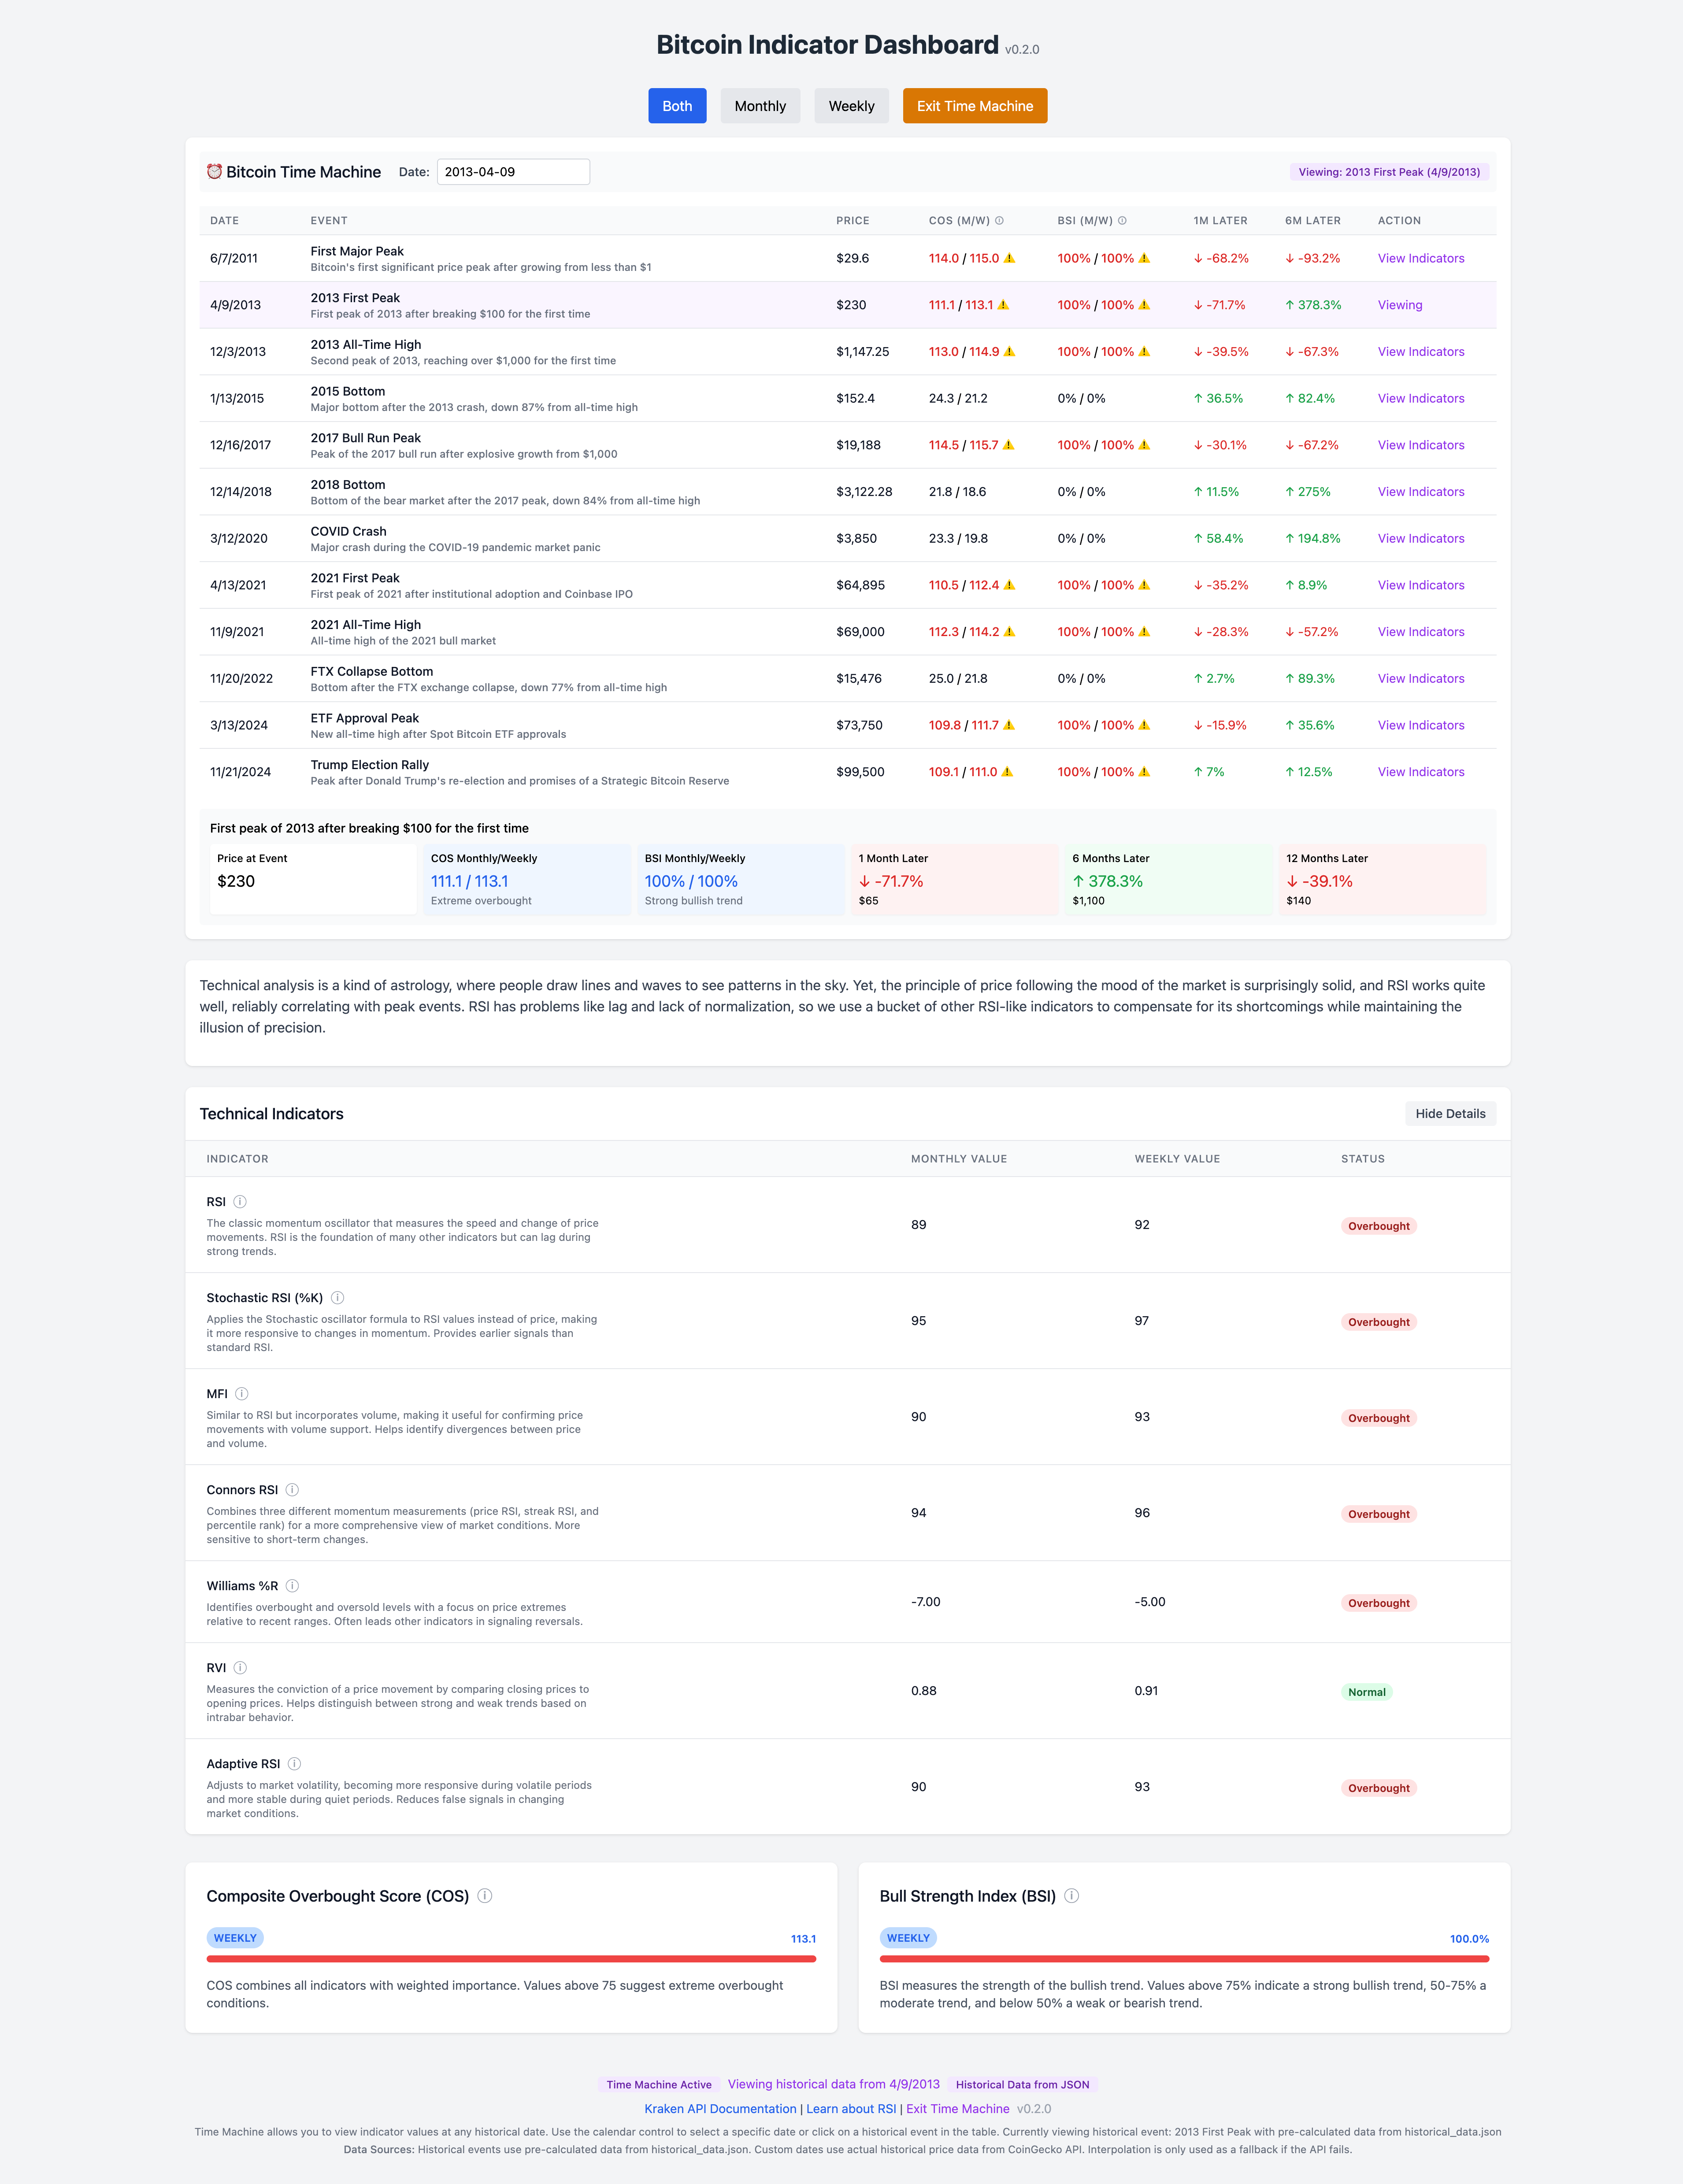 Bitcoin Indicator Dashboard v0.2.0
Both Monthly Weekly Exit Time Machine
⏰ Bitcoin Time Machine Date: 2013-04-09 Viewing: 2013 First Peak (4/9/2013)
DATE EVENT PRICE COS (M/W) ⓘ BSI (M/W) ⓘ 1M LATER 6M LATER ACTION
6/7/2011 First Major Peak $29.6 114.0 / 115.0 ⚠️ 100% / 100% ⚠️ ↓ -68.2% ↓ -93.2% View Indicators
Bitcoin's first significant price peak after growing from less than $1
4/9/2013 2013 First Peak $230 111.1 / 113.1 ⚠️ 100% / 100% ⚠️ ↓ -71.7% ↑ 378.3% Viewing
First peak of 2013 after breaking $100 for the first time
12/3/2013 2013 All-Time High $1,147.25 113.0 / 114.9 ⚠️ 100% / 100% ⚠️ ↓ -39.5% ↓ -67.3% View Indicators
Second peak of 2013, reaching over $1,000 for the first time
1/13/2015 2015 Bottom $152.4 24.3 / 21.2 0% / 0% ↑ 36.5% ↑ 82.4% View Indicators
Major bottom after the 2013 crash, down 87% from all-time high
12/16/2017 2017 Bull Run Peak $19,188 114.5 / 115.7 ⚠️ 100% / 100% ⚠️ ↓ -30.1% ↓ -67.2% View Indicators
Peak of the 2017 bull run after explosive growth from $1,000
12/14/2018 2018 Bottom $3,122.28 21.8 / 18.6 0% / 0% ↑ 11.5% ↑ 275% View Indicators
Bottom of the bear market after the 2017 peak, down 84% from all-time high
3/12/2020 COVID Crash $3,850 23.3 / 19.8 0% / 0% ↑ 58.4% ↑ 194.8% View Indicators
Major crash during the COVID-19 pandemic market panic
4/13/2021 2021 First Peak $64,895 110.5 / 112.4 ⚠️ 100% / 100% ⚠️ ↓ -35.2% ↑ 8.9% View Indicators
First peak of 2021 after institutional adoption and Coinbase IPO
11/9/2021 2021 All-Time High $69,000 112.3 / 114.2 ⚠️ 100% / 100% ⚠️ ↓ -28.3% ↓ -57.2% View Indicators
All-time high of the 2021 bull market
11/20/2022 FTX Collapse Bottom $15,476 25.0 / 21.8 0% / 0% ↑ 2.7% ↑ 89.3% View Indicators
Bottom after the FTX exchange collapse, down 77% from all-time high
3/13/2024 ETF Approval Peak $73,750 109.8 / 111.7 ⚠️ 100% / 100% ⚠️ ↓ -15.9% ↑ 35.6% View Indicators
New all-time high after Spot Bitcoin ETF approvals
11/21/2024 Trump Election Rally $99,500 109.1 / 111.0 ⚠️ 100% / 100% ⚠️ ↑ 7% ↑ 12.5% View Indicators
Peak after Donald Trump's re-election and promises of a Strategic Bitcoin Reserve
First peak of 2013 after breaking $100 for the first time
Price at Event COS Monthly/Weekly BSI Monthly/Weekly 1 Month Later 6 Months Later 12 Months Later
$230 111.1 / 113.1 100% / 100% ↓ -71.7% ↑ 378.3% ↓ -39.1%
Extreme overbought Strong bullish trend $65 $1,100 $140
Technical analysis is a kind of astrology, where people draw lines and waves to see patterns in the sky. Yet, the principle of price following the mood of the market is surprisingly solid, and RSI works quite
well, reliably correlating with peak events. RSI has problems like lag and lack of normalization, so we use a bucket of other RSI-like indicators to compensate for its shortcomings while maintaining the
illusion of precision.
Technical Indicators Hide Details
INDICATOR MONTHLY VALUE WEEKLY VALUE STATUS
RSI ⓘ
The classic momentum oscillator that measures the speed and change of price
movements. RSI is the foundation of many other indicators but can lag during
strong trends.
89 92 Overbought
Stochastic RSI (%K) ⓘ
Applies the Stochastic oscillator formula to RSI values instead of price, making
it more responsive to changes in momentum. Provides earlier signals than
standard RSI.
95 97 Overbought
MFI ⓘ
Similar to RSI but incorporates volume, making it useful for confirming price
movements with volume support. Helps identify divergences between price
and volume.
90 93 Overbought
Connors RSI ⓘ
Combines three different momentum measurements (price RSI, streak RSI, and
percentile rank) for a more comprehensive view of market conditions. More
sensitive to short-term changes.
94 96 Overbought
Williams %R ⓘ
Identifies overbought and oversold levels with a focus on price extremes
relative to recent ranges. Often leads other indicators in signaling reversals.
-7.00 -5.00 Overbought
RVI ⓘ
Measures the conviction of a price movement by comparing closing prices to
opening prices. Helps distinguish between strong and weak trends based on
intrabar behavior.
0.88 0.91 Normal
Adaptive RSI ⓘ
Adjusts to market volatility, becoming more responsive during volatile periods
and more stable during quiet periods. Reduces false signals in changing
market conditions.
90 93 Overbought
Composite Overbought Score (COS) ⓘ
WEEKLY 113.1
COS combines all indicators with weighted importance. Values above 75 suggest extreme overbought
conditions.
Bull Strength Index (BSI) ⓘ
WEEKLY 100.0%
BSI measures the strength of the bullish trend. Values above 75% indicate a strong bullish trend, 50-75% a
moderate trend, and below 50% a weak or bearish trend.
Time Machine Active Viewing historical data from 4/9/2013 Historical Data from JSON
Kraken API Documentation | Learn about RSI | Exit Time Machine v0.2.0
Time Machine allows you to view indicator values at any historical date. Use the calendar control to select a specific date or click on a historical event in the table. Currently viewing historical event: 2013 First Peak with pre-calculated data from historical_data.json
Data Sources: Historical events use pre-calculated data from historical_data.json. Custom dates use actual historical price data from CoinGecko API. Interpolation is only used as a fallback if the API fails.